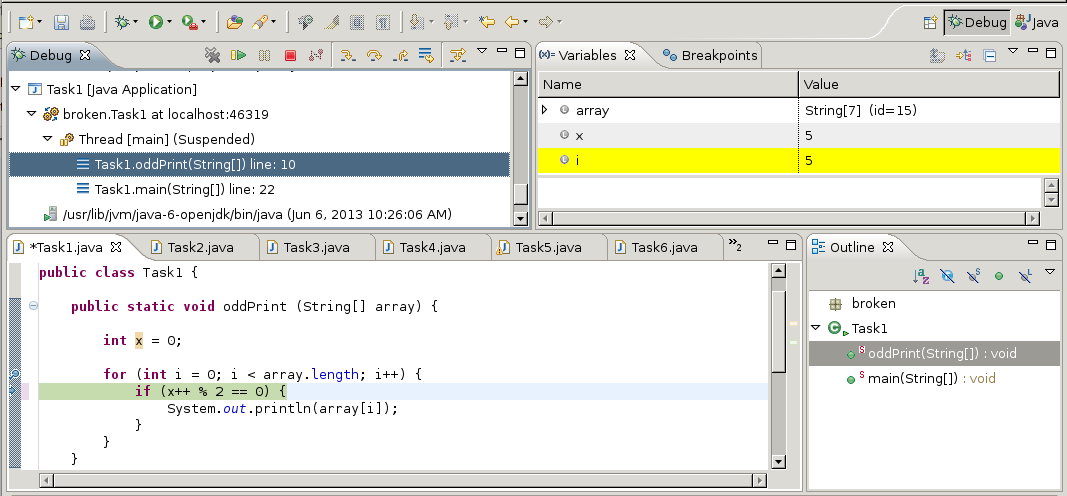 Debug
Java
Debug
Task1 [Java Application]
broken.Task1 at localhost:46319
Thread [main] (Suspended)
Task1.oddPrint(String[]) line: 10
Task1.main(String[]) line: 22
/usr/lib/jvm/java-6-openjdk/bin/java (Jun 6, 2013 10:26:06 AM)
(x)= Variables
Breakpoints
Name Value
array String[7] (id=15)
x 5
i 5
*Task1.java Task2.java Task3.java Task4.java Task5.java Task6.java »2
public class Task1 {
public static void oddPrint (String[] array) {
int x = 0;
for (int i = 0; i < array.length; i++) {
if (x++ % 2 == 0) {
System.out.println(array[i]);
}
}
}
Outline
broken
Task1
oddPrint(String[]) : void
main(String[]) : void